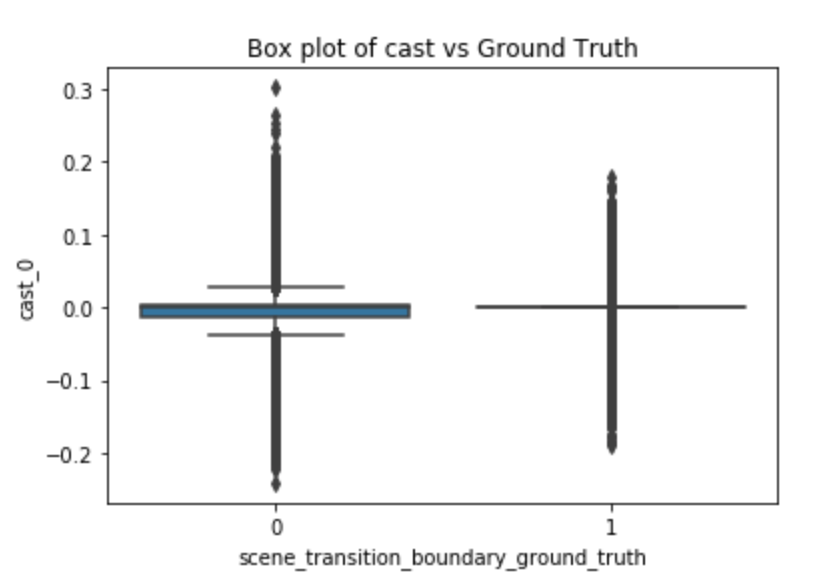 Box plot of cast vs Ground Truth
0.3
0.2
0.1
0.0
−0.1
−0.2
cast_0
0 1
scene_transition_boundary_ground_truth